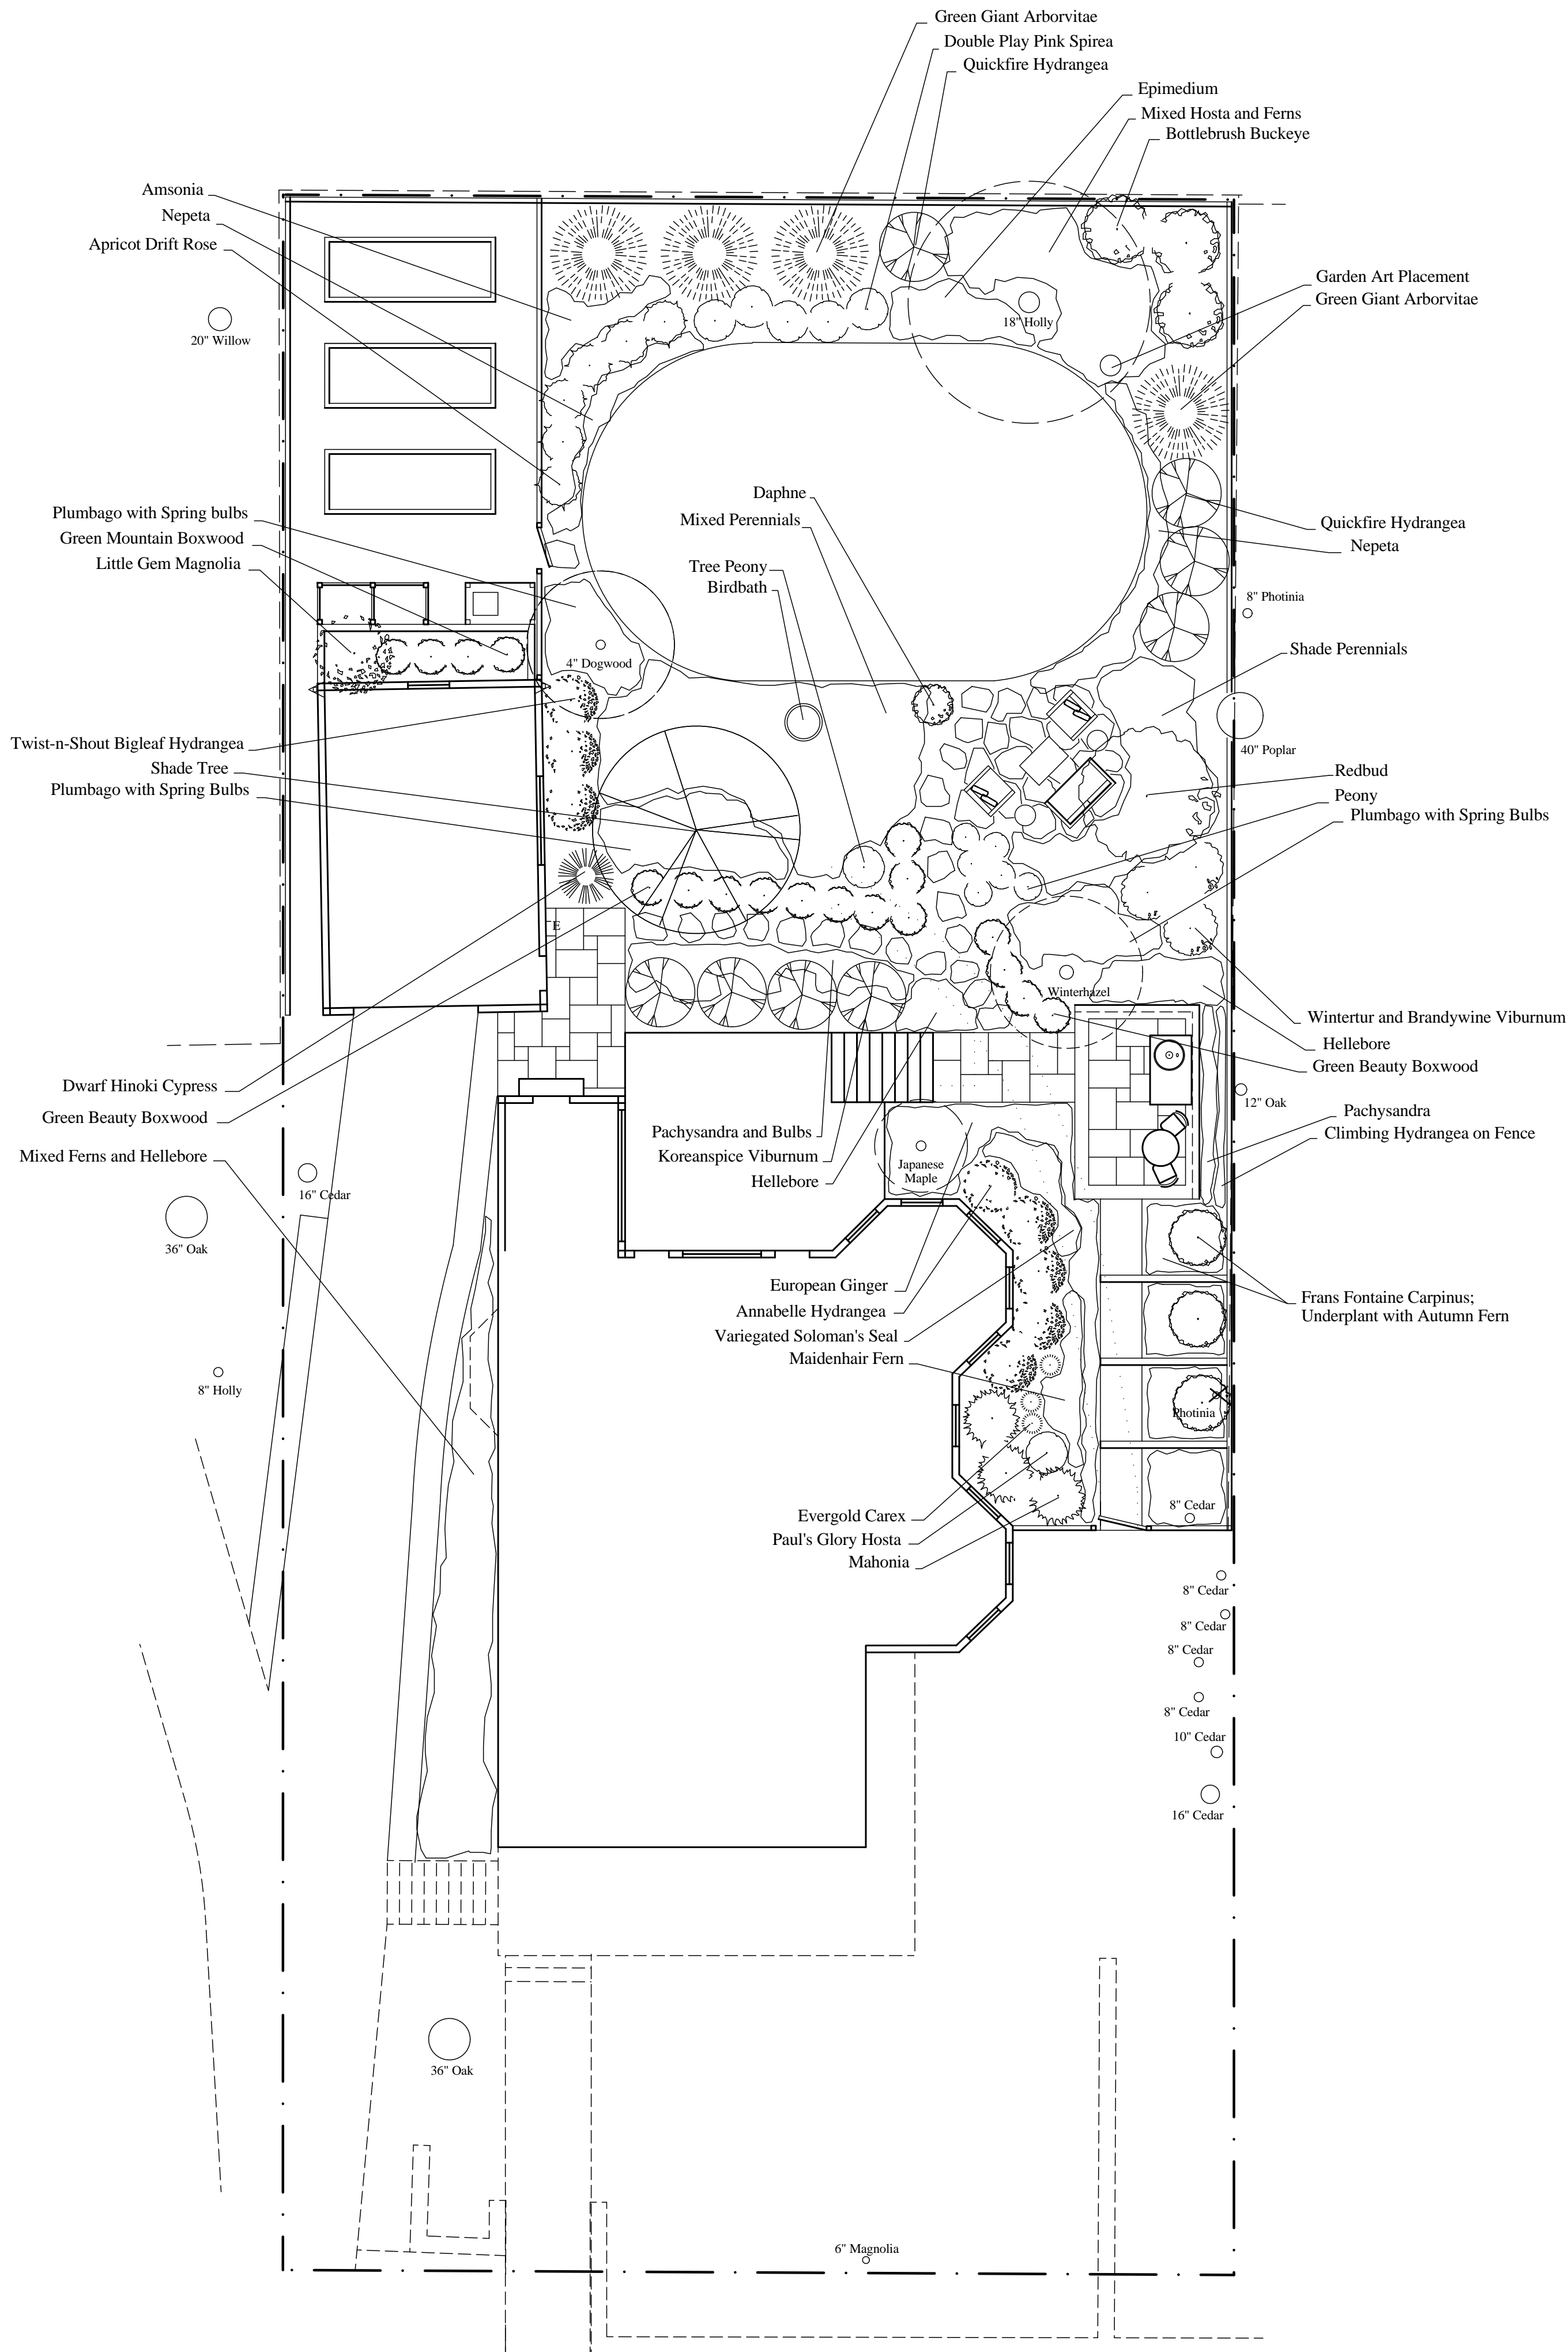 Green Giant Arborvitae
Double Play Pink Spirea
Quickfire Hydrangea
Epimedium
Mixed Hosta and Ferns
Bottlebrush Buckeye
Amsonia
Nepeta
Apricot Drift Rose
Garden Art Placement
Green Giant Arborvitae
20" Willow
18" Holly
Daphne
Mixed Perennials
Tree Peony
Birdbath
Plumbago with Spring bulbs
Green Mountain Boxwood
Little Gem Magnolia
Quickfire Hydrangea
Nepeta
8" Photinia
Shade Perennials
4" Dogwood
40" Poplar
Twist-n-Shout Bigleaf Hydrangea
Shade Tree
Plumbago with Spring Bulbs
Redbud
Peony
Plumbago with Spring Bulbs
E
Winterhazel
Wintertur and Brandywine Viburnum
Hellebore
Green Beauty Boxwood
Dwarf Hinoki Cypress
Green Beauty Boxwood
Mixed Ferns and Hellebore
12" Oak
Pachysandra
Climbing Hydrangea on Fence
Pachysandra and Bulbs
Koreanspice Viburnum
Hellebore
Japanese
Maple
16" Cedar
36" Oak
European Ginger
Annabelle Hydrangea
Variegated Soloman's Seal
Maidenhair Fern
Frans Fontaine Carpinus;
Underplant with Autumn Fern
8" Holly
Photinia
Evergold Carex
Paul's Glory Hosta
Mahonia
8" Cedar
8" Cedar
8" Cedar
8" Cedar
8" Cedar
10" Cedar
16" Cedar
36" Oak
6" Magnolia